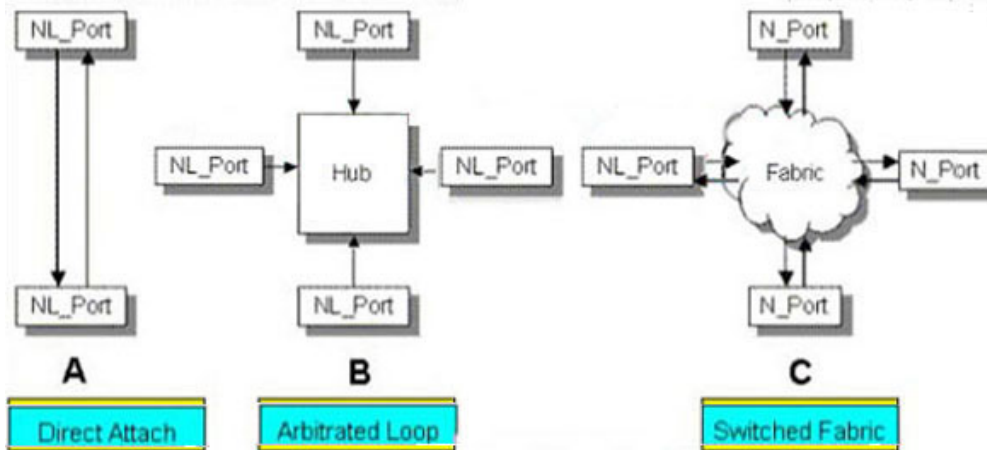 NL_Port
NL_Port
N_Port
NL_Port
Hub
NL_Port
NL_Port
Fabric
N_Port
NL_Port
NL_Port
N_Port
A
B
C
Direct Attach
Arbitrated Loop
Switched Fabric